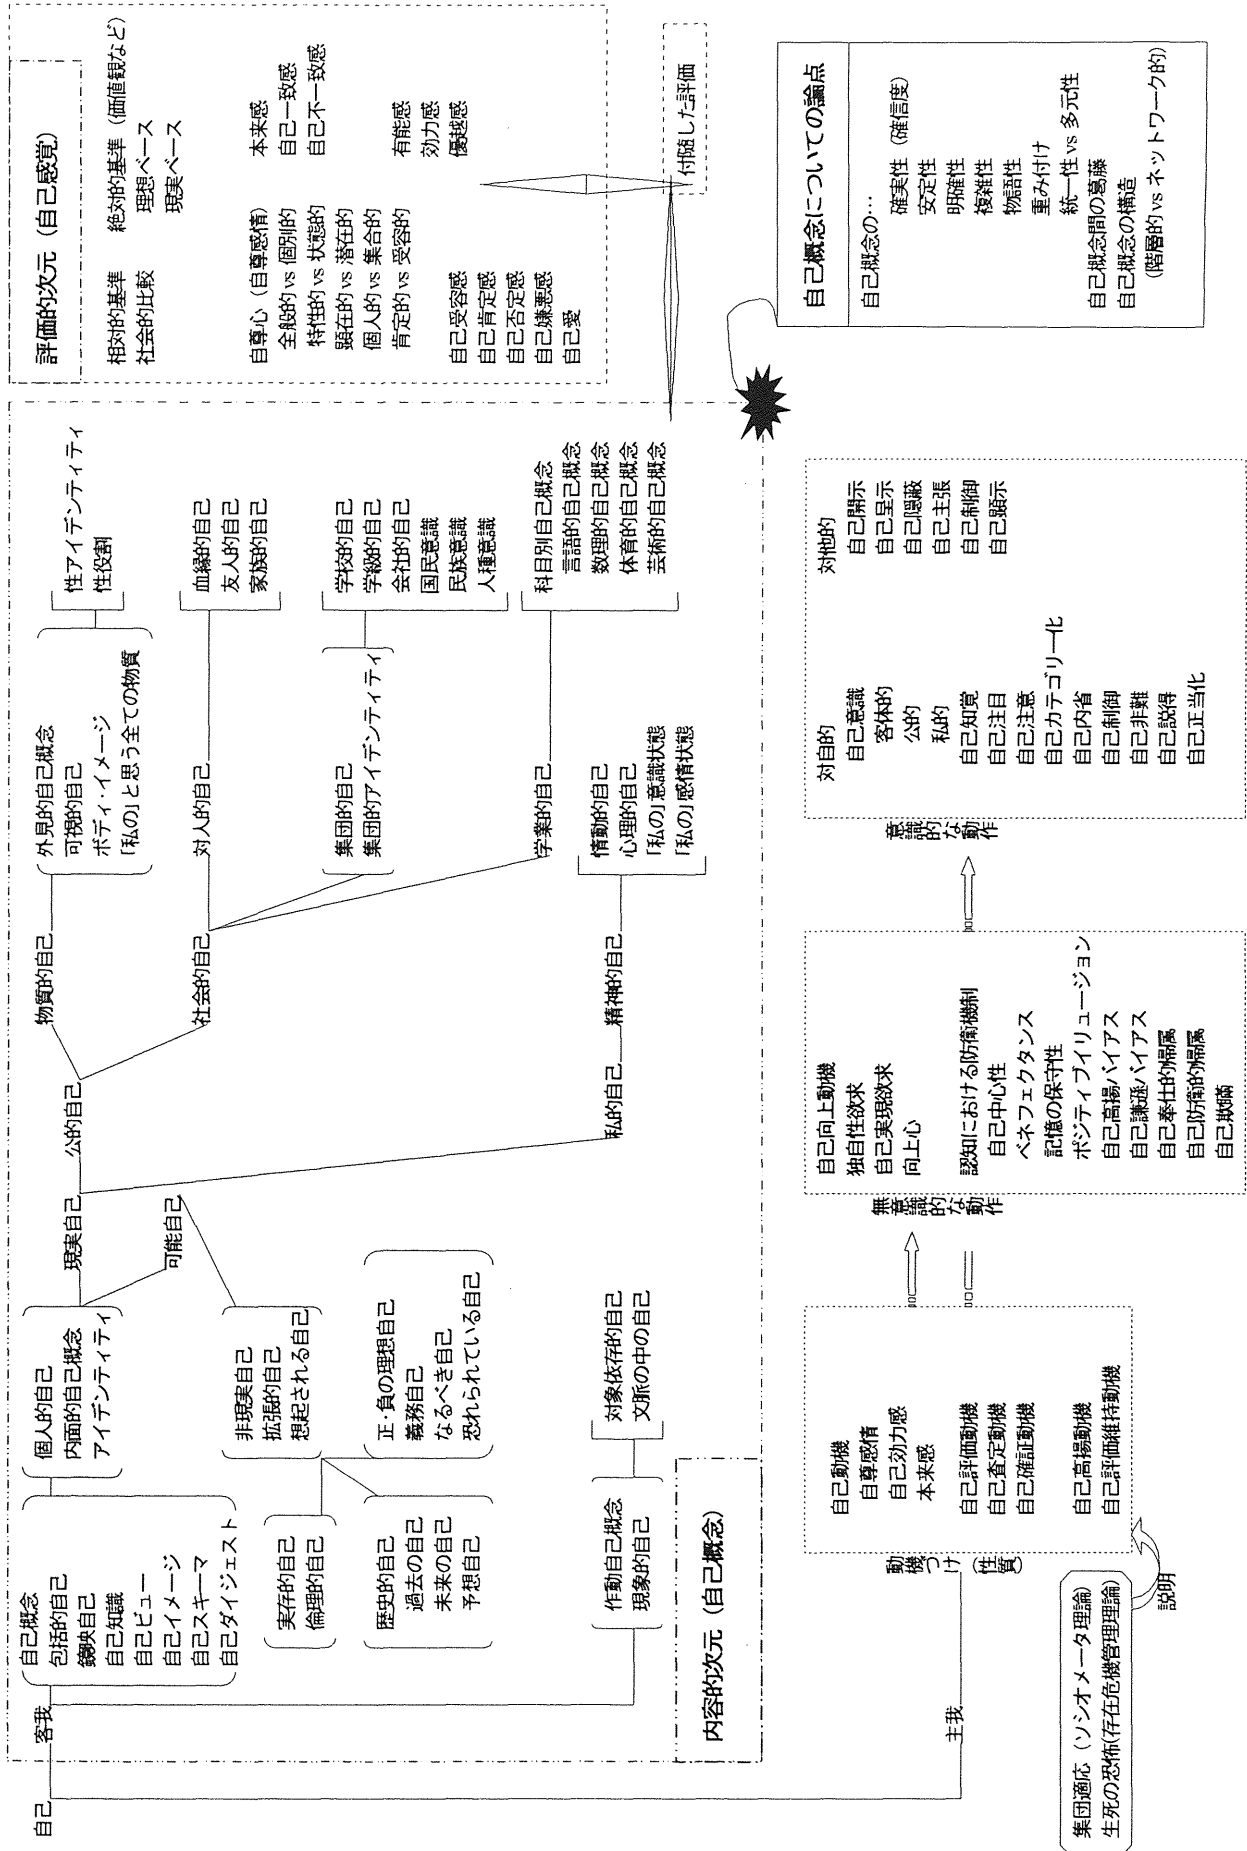 自己
客我
主我
自己概念
包括的自己
鏡映自己
自己知識
自己ビュー
自己イメージ
自己スキーマ
自己ダイジェスト
個人的自己
内面的自己概念
アイデンティティ
現実自己
可能自己
非現実自己
拡張的自己
想起される自己
実存的自己
倫理的自己
歴史的自己
過去の自己
未来の自己
予想自己
正・負の理想自己
義務自己
なるべき自己
恐れられている自己
作動自己概念
現象的自己
対象依存的自己
文脈の中の自己
内容的次元（自己概念）
公的自己
私的自己
物質的自己
社会的自己
精神的自己
外見的自己概念
可視的自己
ボディ・イメージ
「私の」と思う全ての物質
性アイデンティティ
性役割
対人的自己
血縁的自己
友人的自己
家族的自己
集団的自己
集団的アイデンティティ
学校的自己
学級的自己
会社的自己
国民意識
民族意識
人種意識
学業的自己
科目別自己概念
言語的自己概念
数理的自己概念
体育的自己概念
芸術的自己概念
情動的自己
心理的自己
「私の」意識状態
「私の」感情状態
評価的次元（自己感覚）
相対的基準
社会的比較
絶対的基準（価値観など）
理想ベース
現実ベース
自尊心（自尊感情）
全般的 vs 個別的
特性的 vs 状態的
顕在的 vs 潜在的
個人的 vs 集合的
肯定的 vs 受容的
本来感
自己一致感
自己不一致感
自己受容感
自己肯定感
自己否定感
自己嫌悪感
自己愛
有能感
効力感
優越感
付随した評価
自己概念についての論点
自己概念の…
確実性（確信度）
安定性
明確性
複雑性
物語性
重み付け
統一性 vs 多元性
自己概念間の葛藤
自己概念の構造
（階層的 vs ネットワーク的）
集団適応（ソシオメータ理論）
生死の恐怖(存在危機管理理論)
説明
動機づけ（性質）
自己動機
自尊感情
自己効力感
本来感
自己評価動機
自己査定動機
自己確証動機
自己高揚動機
自己評価維持動機
無意識的な動作
自己向上動機
独自性欲求
自己実現欲求
向上心
認知における防衛機制
自己中心性
ベネフェクタンス
記憶の保守性
ポジティブイリュージョン
自己高揚バイアス
自己謙遜バイアス
自己奉仕的帰属
自己防衛的帰属
自己欺瞞
意識的な動作
対自的
自己意識
客体的
公的
私的
自己知覚
自己注目
自己注意
自己カテゴリー化
自己内省
自己制御
自己非難
自己説得
自己正当化
対他的
自己開示
自己呈示
自己隠蔽
自己主張
自己制御
自己顕示